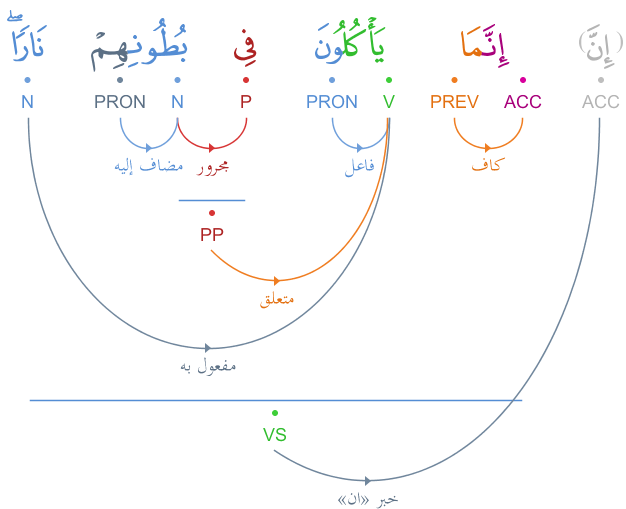 (إِنَّ) إِنَّمَا يَأْكُلُونَ فِي بُطُونِهِمْ نَارًا ۖ
ACC ACC PREV V PRON P N PRON N
كاف فاعل مجرور مضاف إليه
PP
متعلق
مفعول به
VS
خبر «ان»